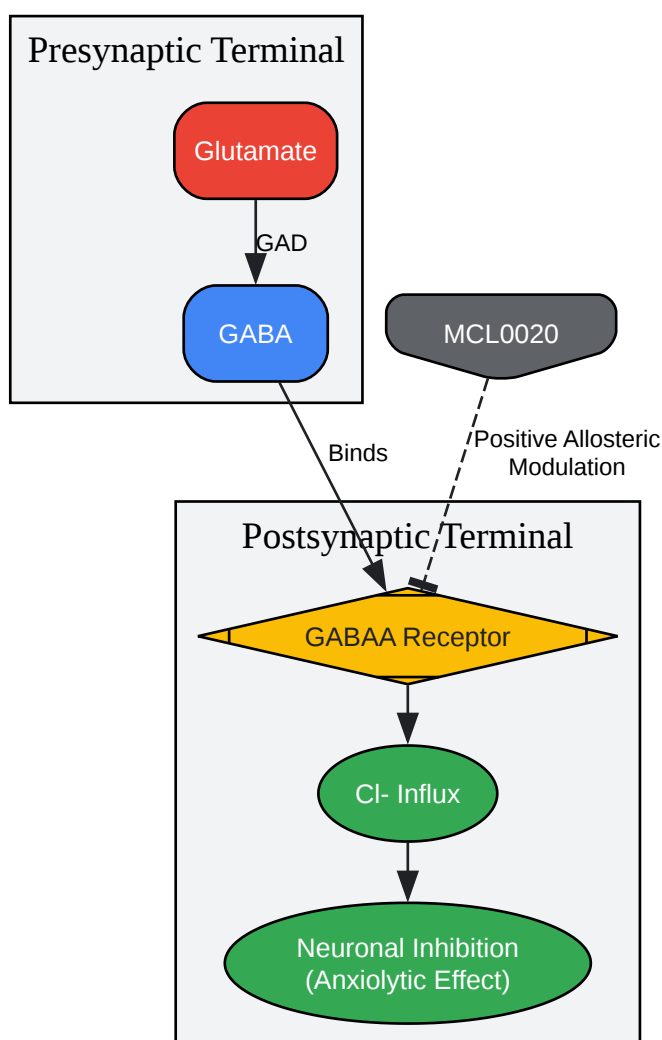 Presynaptic Terminal
Glutamate
GAD
GABA
MCL0020
Binds
Positive Allosteric
Modulation
Postsynaptic Terminal
GABAA Receptor
Cl- Influx
Neuronal Inhibition
(Anxiolytic Effect)